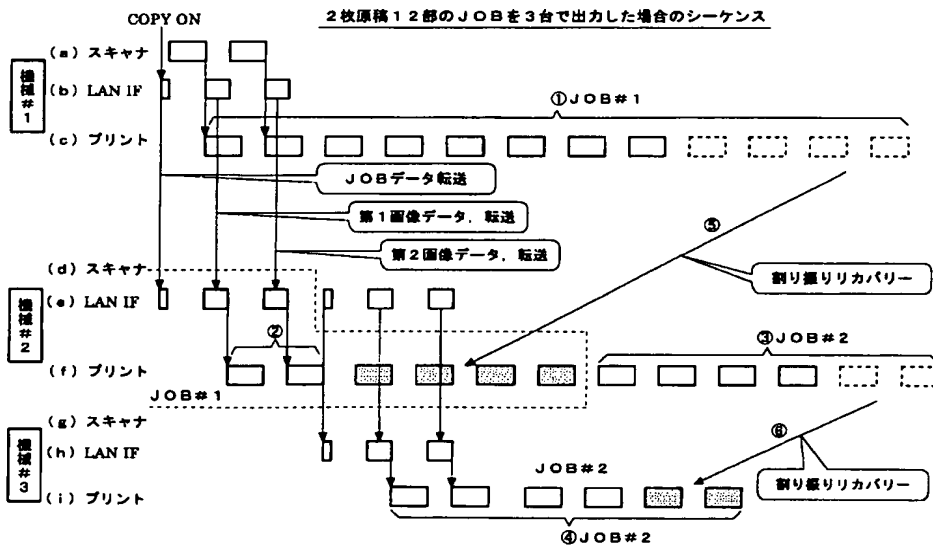 2枚原稿12部のJOBを3台で出力した場合のシーケンス
COPY ON
機械#1
(a) スキャナ
(b) LAN IF
(c) プリント
①JOB#1
JOBデータ転送
第1画像データ, 転送
第2画像データ, 転送
⑤
割り振りリカバリー
機械#2
(d) スキャナ
(e) LAN IF
②
③JOB#2
(f) プリント
JOB#1
機械#3
(g) スキャナ
(h) LAN IF
⑥
割り振りリカバリー
JOB#2
(i) プリント
④JOB#2